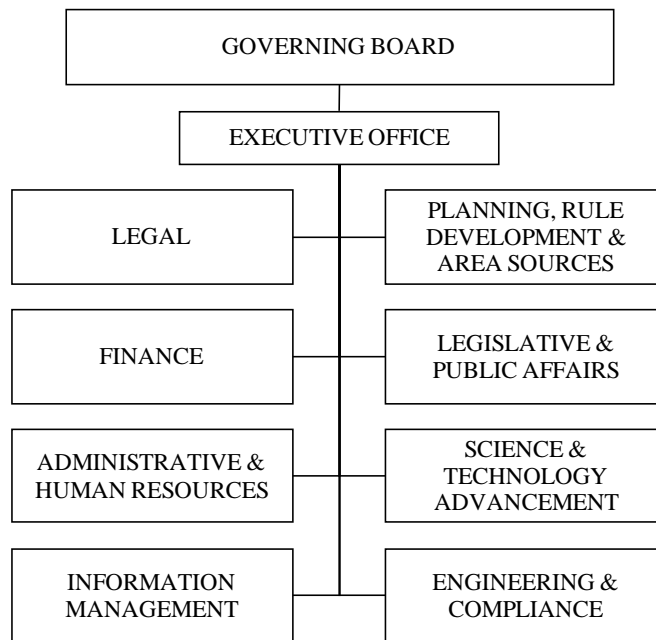 GOVERNING BOARD
EXECUTIVE OFFICE
LEGAL
PLANNING, RULE
DEVELOPMENT &
AREA SOURCES
FINANCE
LEGISLATIVE &
PUBLIC AFFAIRS
ADMINISTRATIVE &
HUMAN RESOURCES
SCIENCE &
TECHNOLOGY
ADVANCEMENT
INFORMATION
MANAGEMENT
ENGINEERING &
COMPLIANCE